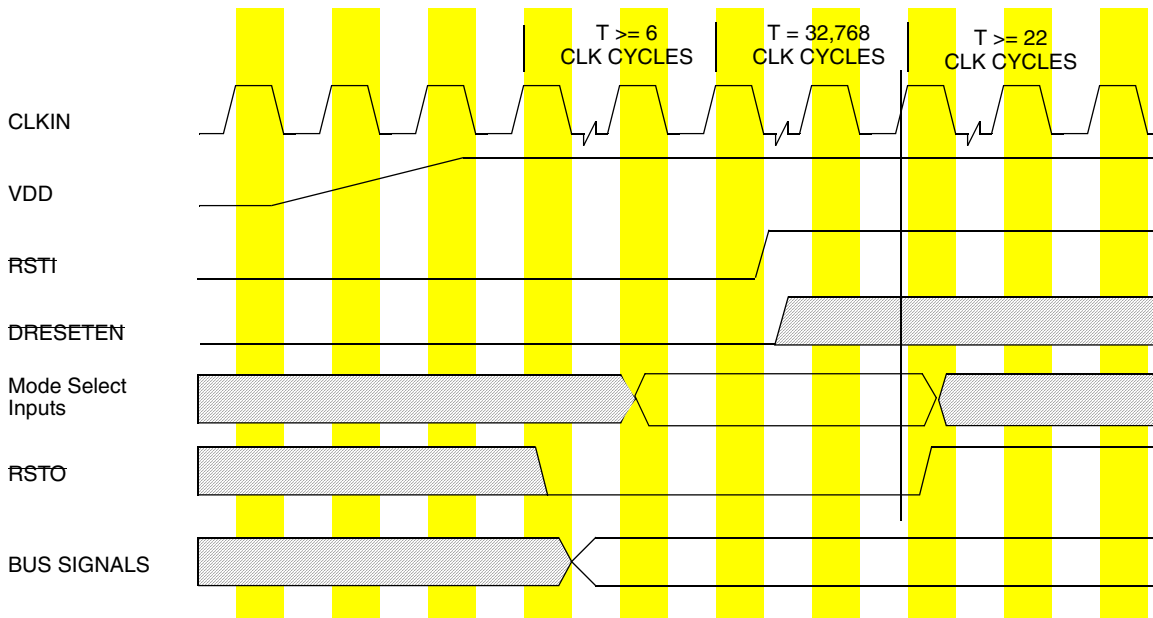 T >= 6
CLK CYCLES
T = 32,768
CLK CYCLES
T >= 22
CLK CYCLES
CLKIN
VDD
RSTI
DRESETEN
Mode Select
Inputs
RSTO
BUS SIGNALS